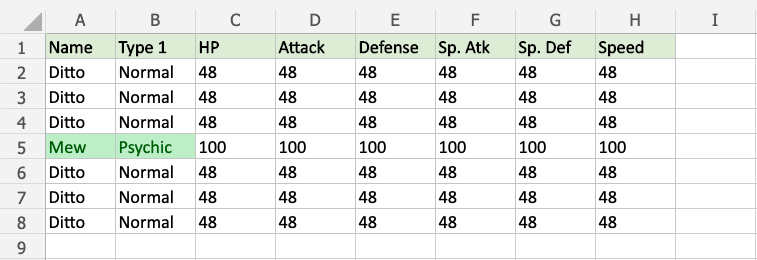 A B C D E F G H I
1 Name Type 1 HP Attack Defense Sp. Atk Sp. Def Speed
2 Ditto Normal 48 48 48 48 48 48
3 Ditto Normal 48 48 48 48 48 48
4 Ditto Normal 48 48 48 48 48 48
5 Mew Psychic 100 100 100 100 100 100
6 Ditto Normal 48 48 48 48 48 48
7 Ditto Normal 48 48 48 48 48 48
8 Ditto Normal 48 48 48 48 48 48
9